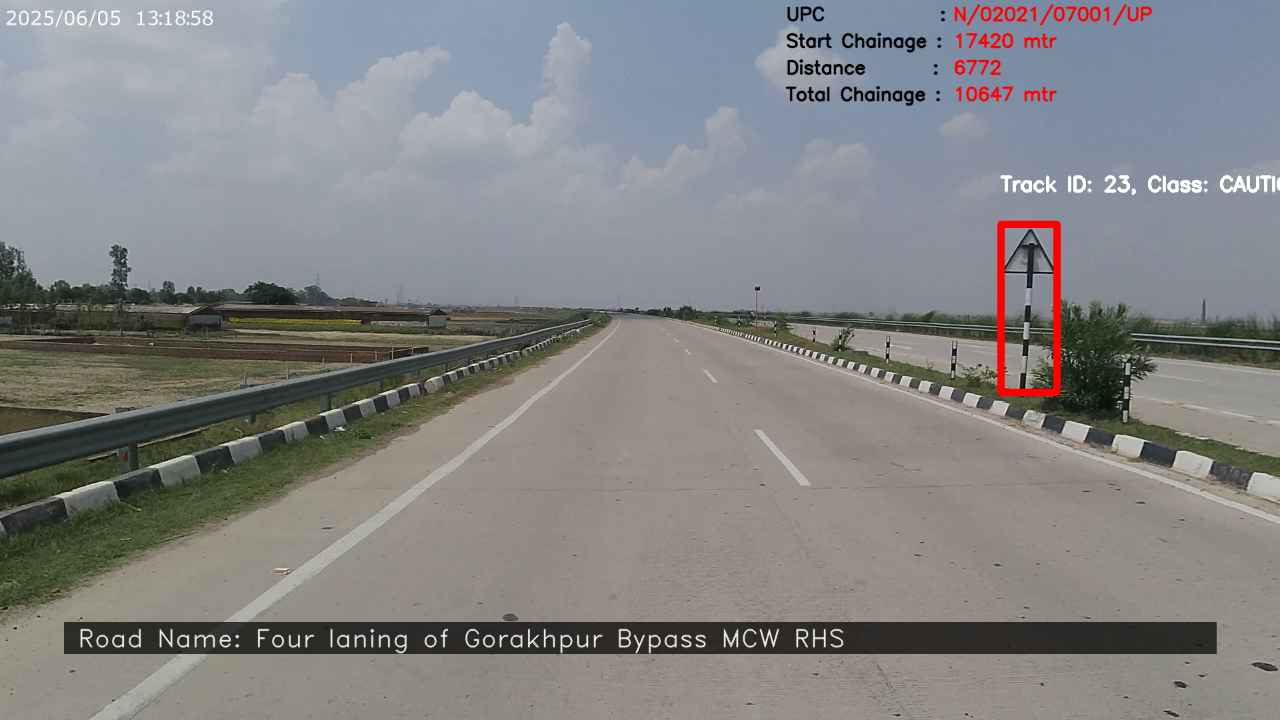 2025/06/05 13:18:58
UPC : N/02021/07001/UP
Start Chainage : 17420 mtr
Distance : 6772
Total Chainage : 10647 mtr
Track ID: 23, Class: CAUTI
Road Name: Four laning of Gorakhpur Bypass MCW RHS